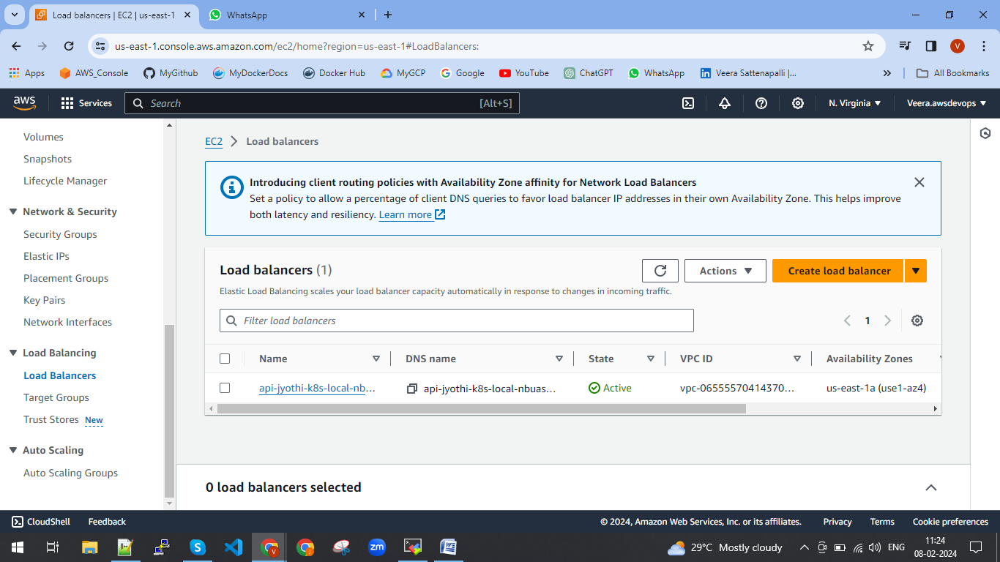 Load balancers | EC2 | us-east-1
WhatsApp
us-east-1.console.aws.amazon.com/ec2/home?region=us-east-1#LoadBalancers:
V
Apps
AWS_Console
MyGithub
MyDockerDocs
Docker Hub
MyGCP
Google
YouTube
ChatGPT
WhatsApp
Veera Sattenapalli |...
All Bookmarks
aws
Services
Search
[Alt+S]
N. Virginia
Veera.awsdevops
Volumes
Snapshots
Lifecycle Manager
Network & Security
Security Groups
Elastic IPs
Placement Groups
Key Pairs
Network Interfaces
Load Balancing
Load Balancers
Target Groups
Trust Stores New
Auto Scaling
Auto Scaling Groups
EC2 > Load balancers
Introducing client routing policies with Availability Zone affinity for Network Load Balancers
Set a policy to allow a percentage of client DNS queries to favor load balancer IP addresses in their own Availability Zone. This helps improve
both latency and resiliency. Learn more
Load balancers (1)
Actions
Create load balancer
Elastic Load Balancing scales your load balancer capacity automatically in response to changes in incoming traffic.
Filter load balancers
1
Name
DNS name
State
VPC ID
Availability Zones
api-jyothi-k8s-local-nb...
api-jyothi-k8s-local-nbuas...
Active
vpc-06555570414370...
us-east-1a (use1-az4)
0 load balancers selected
CloudShell
Feedback
© 2024, Amazon Web Services, Inc. or its affiliates.
Privacy
Terms
Cookie preferences
29°C Mostly cloudy
ENG
11:24
08-02-2024